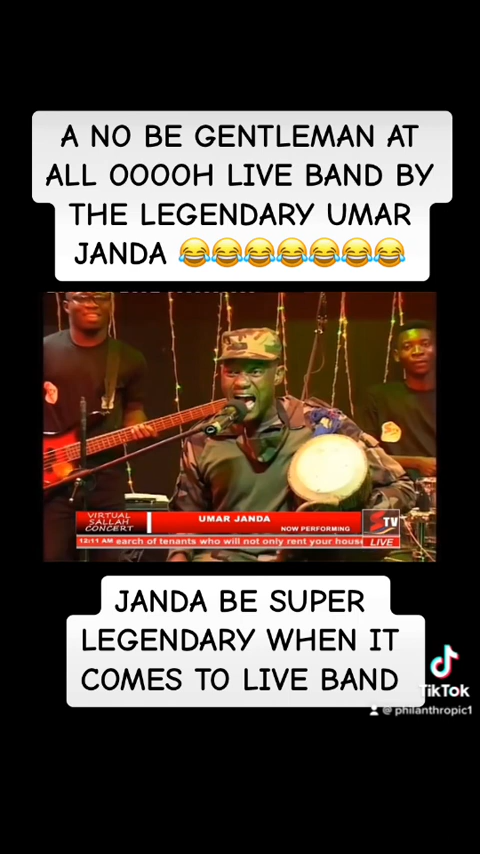 A NO BE GENTLEMAN AT
ALL OOOOH LIVE BAND BY
THE LEGENDARY UMAR
JANDA 😂😂😂😂😂😂😂
VIRTUAL
SALLAH
CONCERT
UMAR JANDA
NOW PERFORMING
STV
LIVE
12:11 AM earch of tenants who will not only rent your hous
JANDA BE SUPER
LEGENDARY WHEN IT
COMES TO LIVE BAND
TikTok
@ philanthropic1